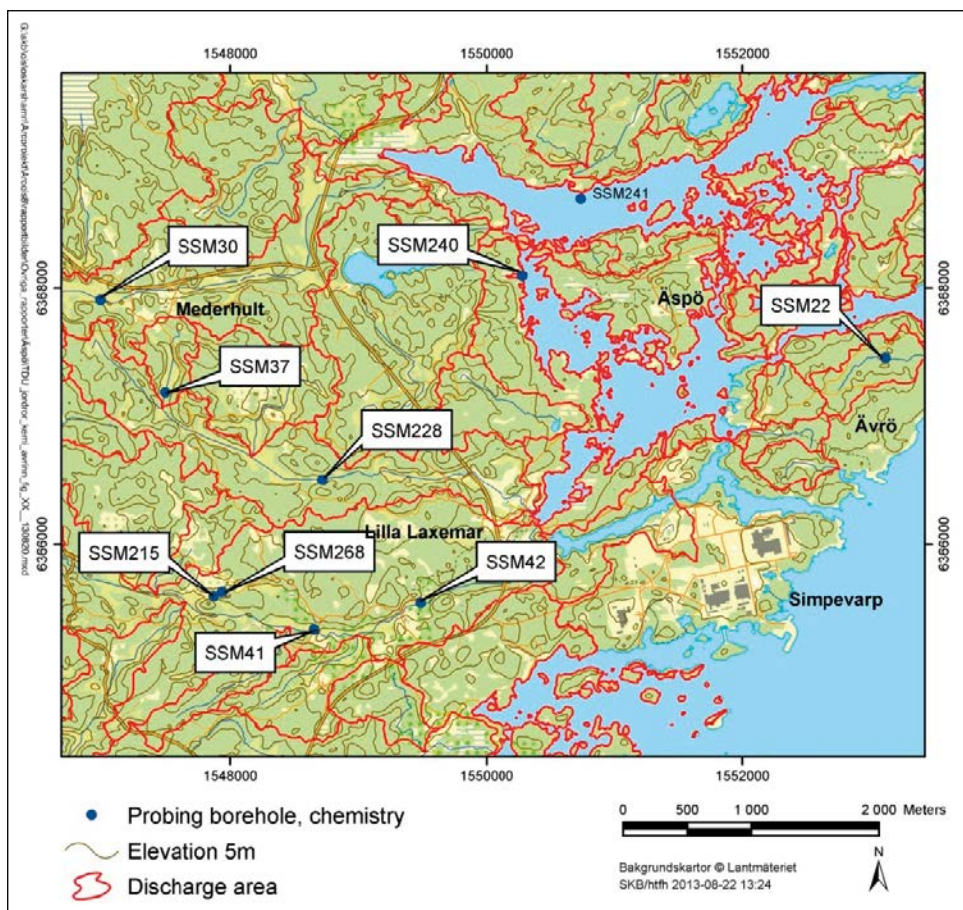 1548000
1550000
1552000
SSM241
SSM30
SSM240
6388000
6388000
Mederhult
Äspö
SSM22
SSM37
Ävrö
SSM228
Lilla Laxemar
6366000
6366000
SSM215
SSM268
SSM42
Simpevarp
SSM41
1548000
1550000
1552000
Probing borehole, chemistry
Elevation 5m
Discharge area
0 500 1 000 2 000 Meters
Bakgrundskartor © Lantmäteriet
SKB/htfh 2013-08-22 13:24
N